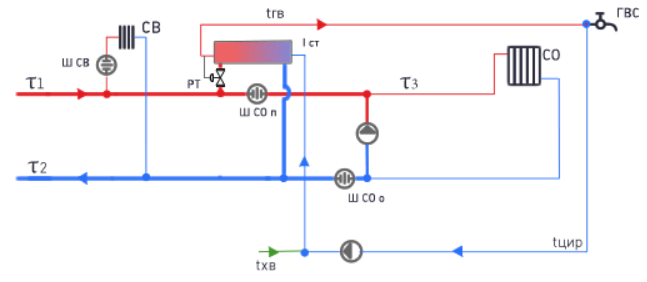 tгв
ГВС
СВ
I ст
Ш СВ
СО
РТ
τ1
τ3
Ш СО п
τ2
Ш СО о
tцир
tхв